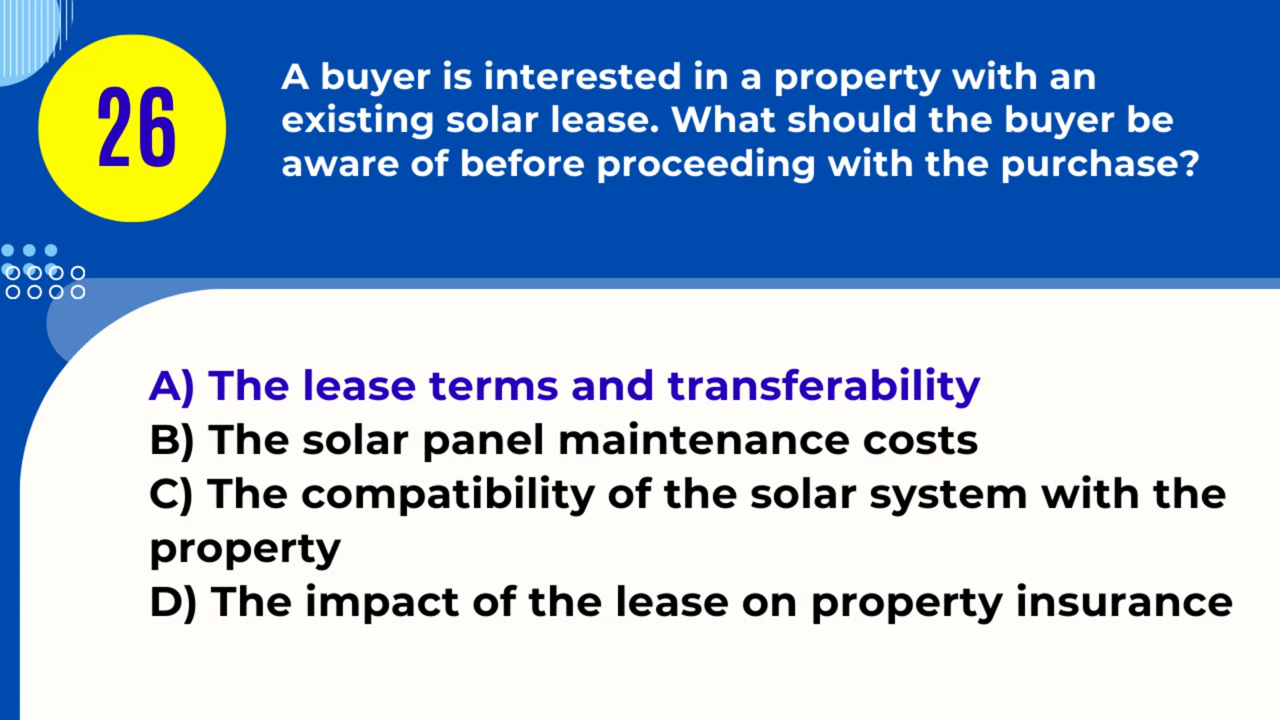 26
A buyer is interested in a property with an
existing solar lease. What should the buyer be
aware of before proceeding with the purchase?
A) The lease terms and transferability
B) The solar panel maintenance costs
C) The compatibility of the solar system with the
property
D) The impact of the lease on property insurance